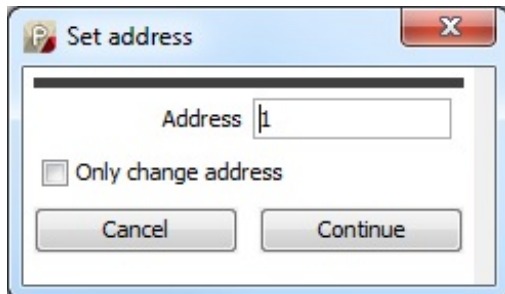 Set address
Address 1
Only change address
Cancel Continue